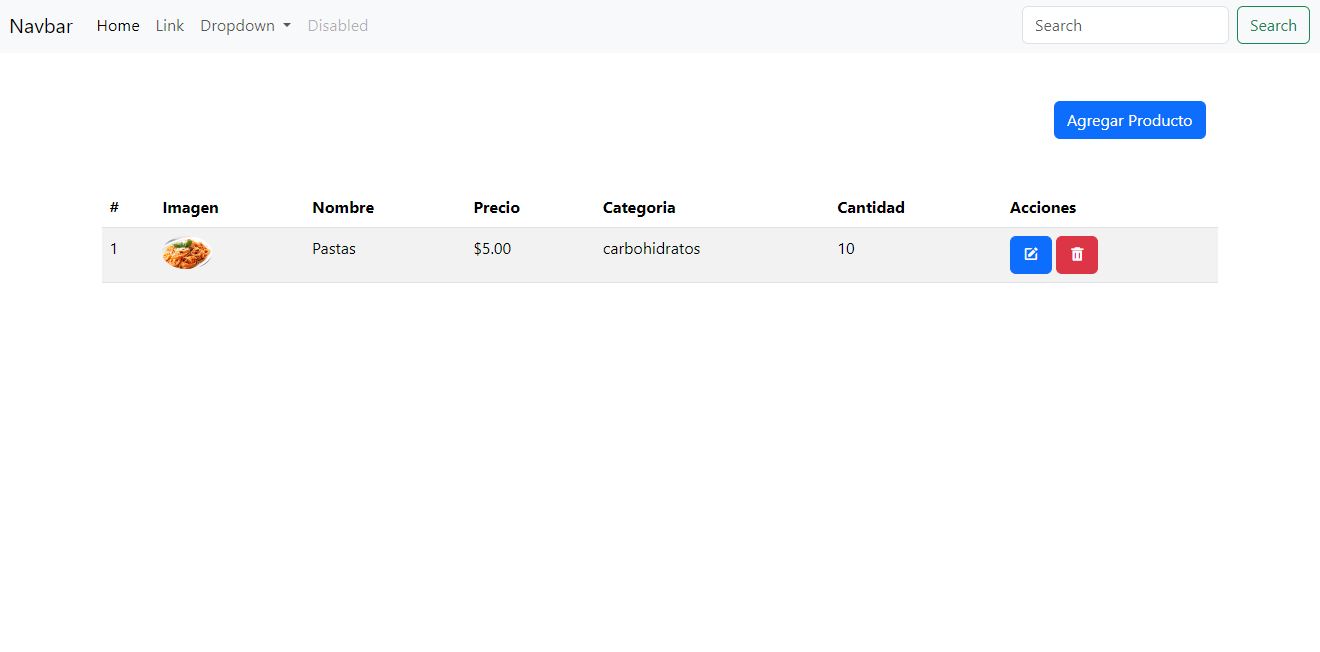 Navbar Home Link Dropdown Disabled Search Search
Agregar Producto
# Imagen Nombre Precio Categoria Cantidad Acciones
1 Pastas $5.00 carbohidratos 10